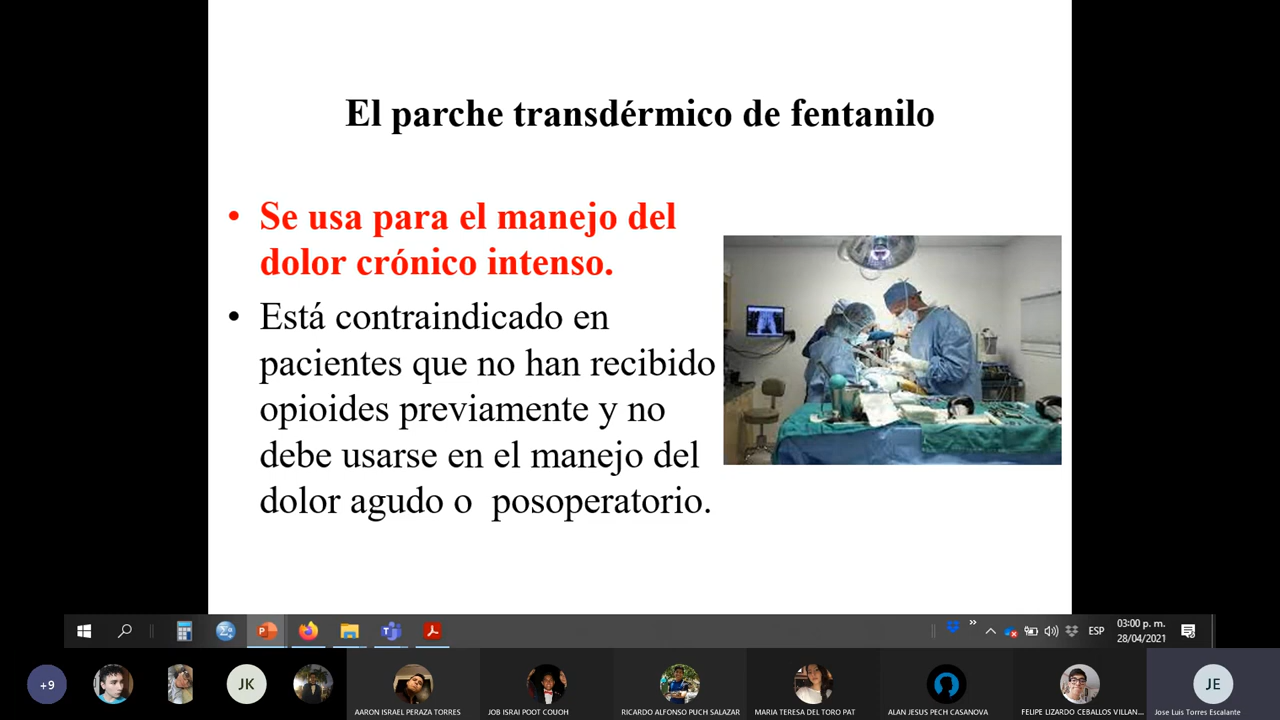 El parche transdérmico de fentanilo
• Se usa para el manejo del
dolor crónico intenso.
• Está contraindicado en
pacientes que no han recibido
opioides previamente y no
debe usarse en el manejo del
dolor agudo o posoperatorio.
ESP
03:00 p. m.
28/04/2021
+9
JK
JE
AARON ISRAEL PERAZA TORRES
JOB ISRAI POOT COUOH
RICARDO ALFONSO PUCH SALAZAR
MARIA TERESA DEL TORO PAT
ALAN JESUS PECH CASANOVA
FELIPE LIZARDO CEBALLOS VILLAN...
Jose Luis Torres Escalante